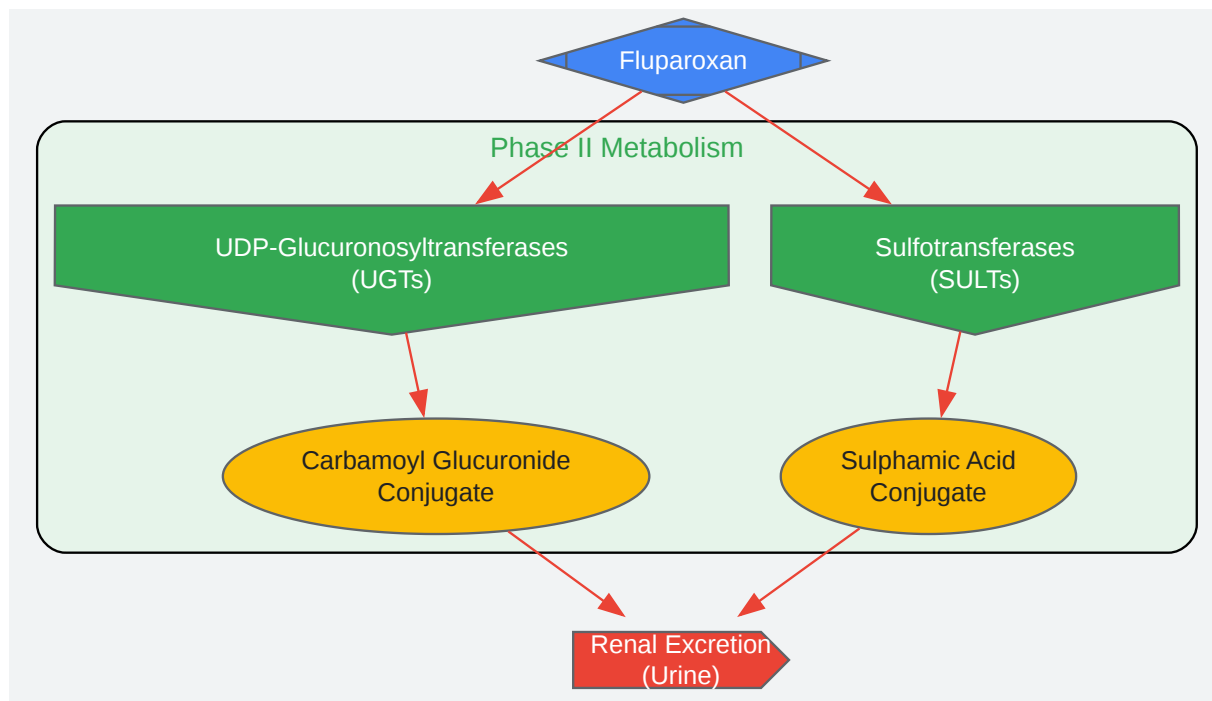 Fluparoxan
Phase II Metabolism
UDP-Glucuronosyltransferases
(UGTs)
Sulfotransferases
(SULTs)
Carbamoyl Glucuronide
Conjugate
Sulphamic Acid
Conjugate
Renal Excretion
(Urine)